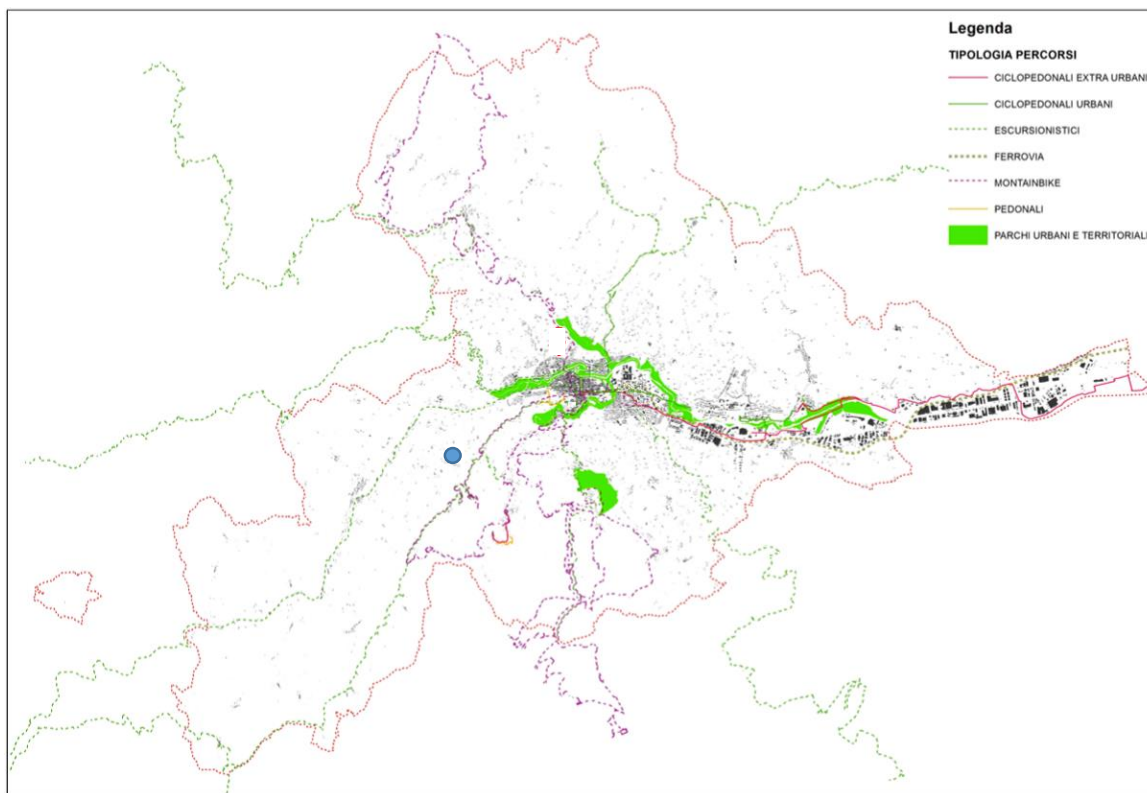 Legenda
TIPOLOGIA PERCORSI
CICLOPEDONALI EXTRA URBANI
CICLOPEDONALI URBANI
ESCURSIONISTICI
FERROVIA
MONTAINBIKE
PEDONALI
PARCHI URBANI E TERRITORIALI